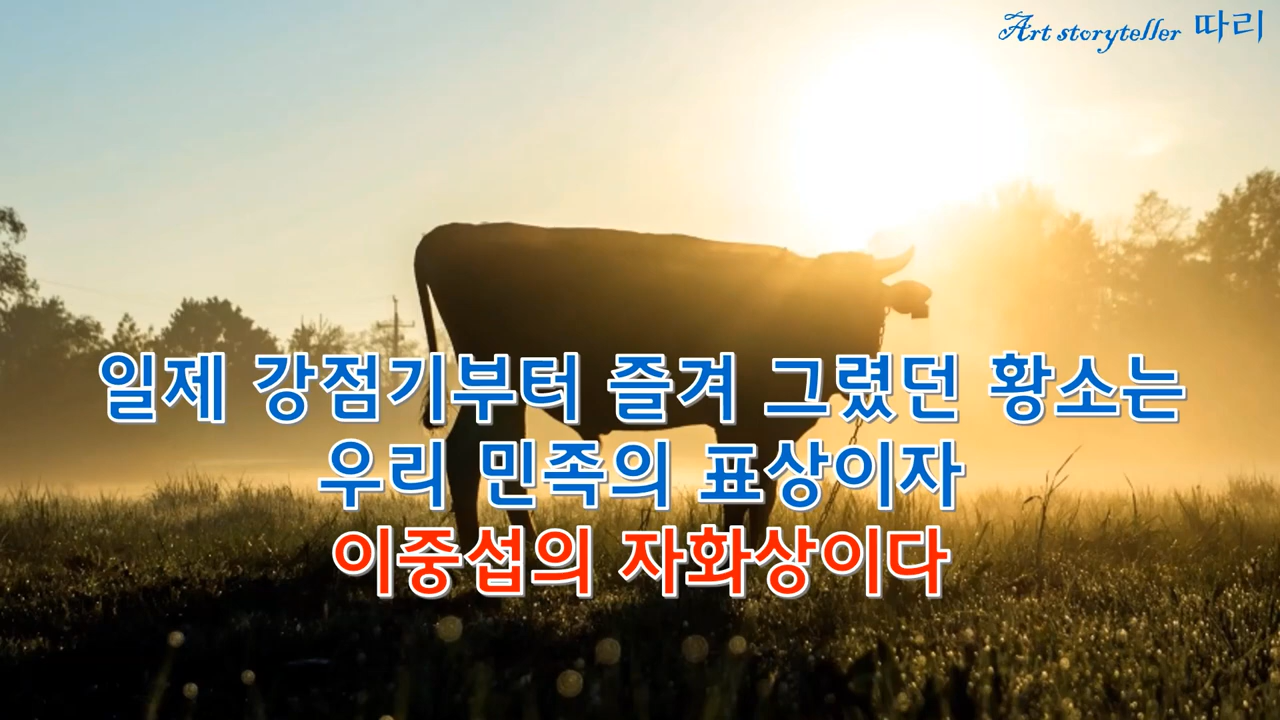 Art storyteller 따리
일제 강점기부터 즐겨 그렸던 황소는
우리 민족의 표상이자
이중섭의 자화상이다